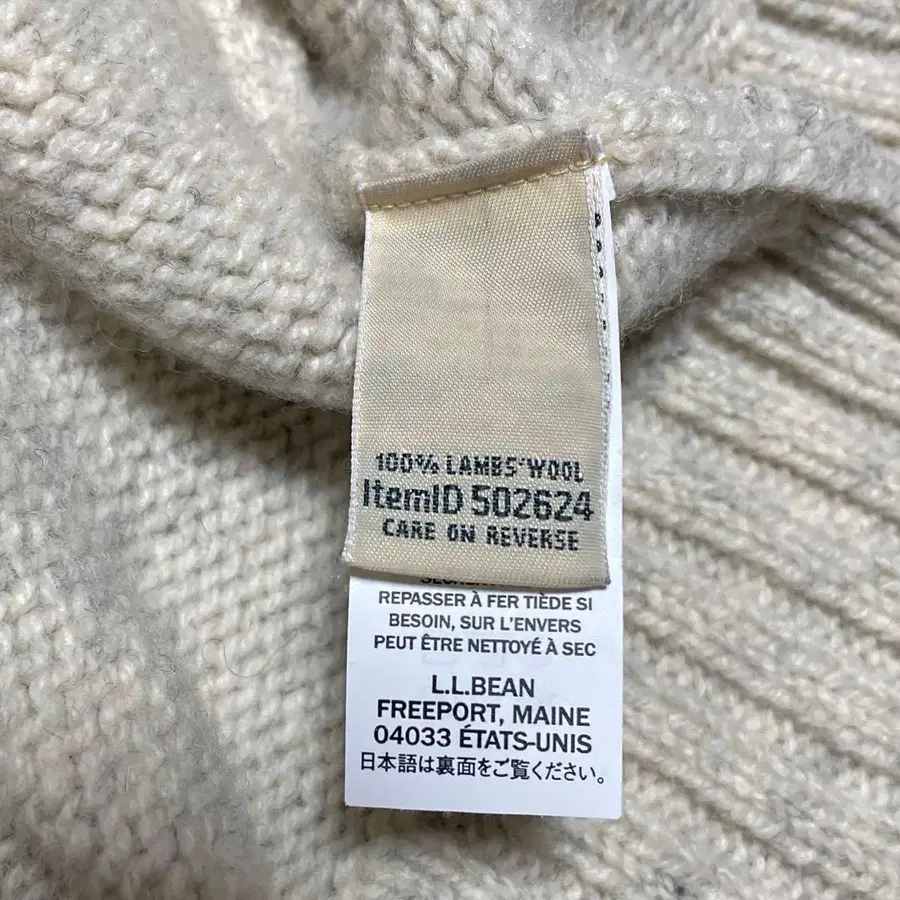 100% LAMBS' WOOL
ItemID 502624
CARE ON REVERSE
REPASSER À FER TIÈDE SI
BESOIN, SUR L'ENVERS
PEUT ÊTRE NETTOYÉ À SEC
L.L.BEAN
FREEPORT, MAINE
04033 ÉTATS-UNIS
日本語は裏面をご覧ください。